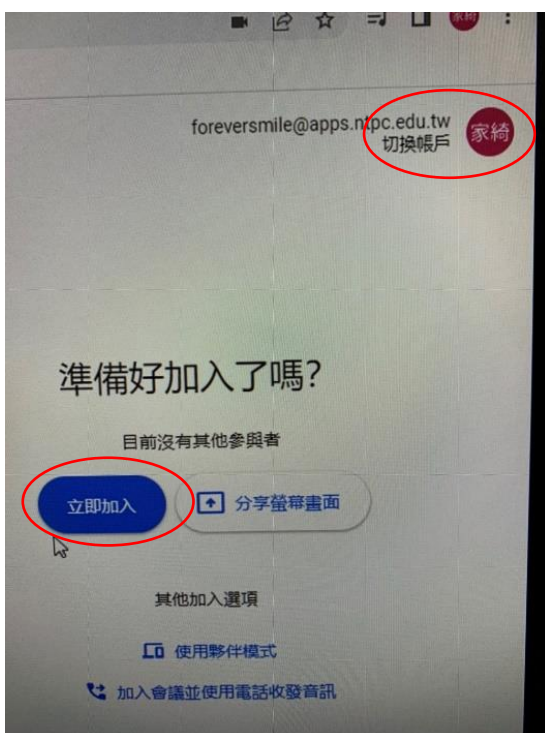 家綺
foreversmile@apps.ntpc.edu.tw
切換帳戶
家綺
準備好加入了嗎？
目前沒有其他參與者
立即加入
分享螢幕畫面
其他加入選項
使用夥伴模式
加入會議並使用電話收發音訊